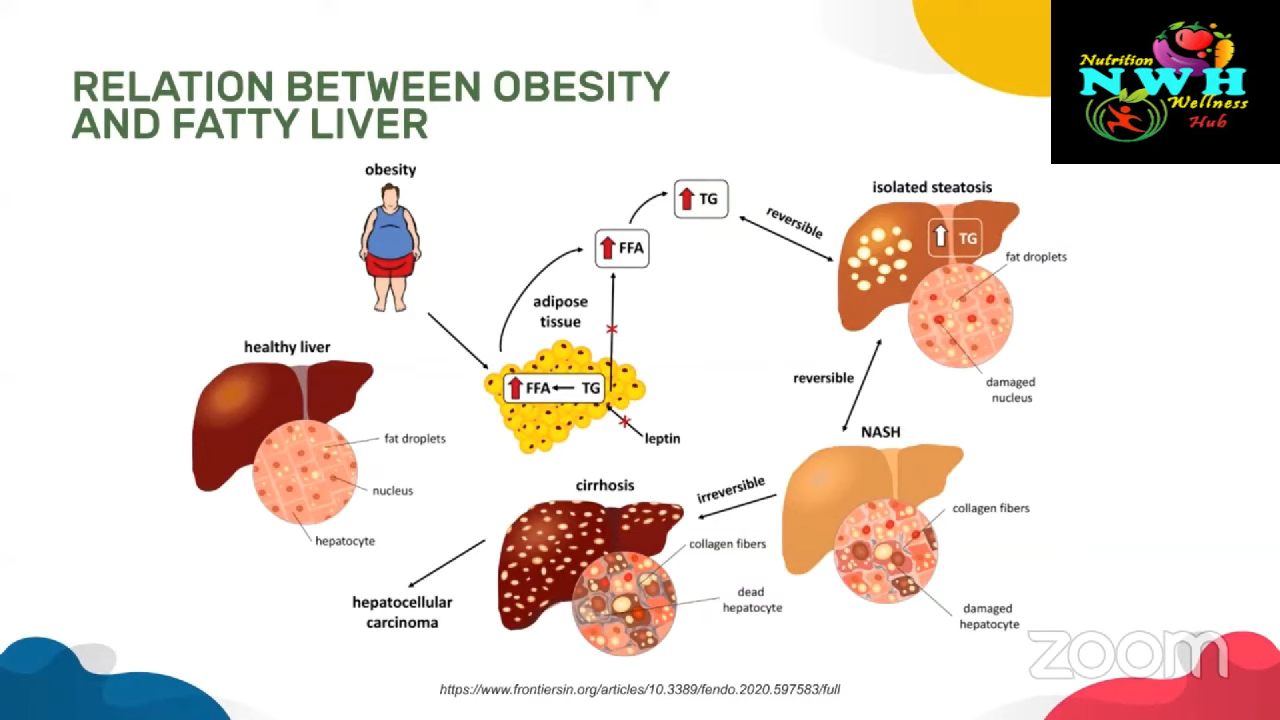 RELATION BETWEEN OBESITY
AND FATTY LIVER
Nutrition
NWH
Wellness
Hub
obesity
TG
FFA
reversible
isolated steatosis
TG
fat droplets
damaged
nucleus
adipose
tissue
FFA
TG
leptin
healthy liver
fat droplets
nucleus
hepatocyte
reversible
NASH
collagen fibers
damaged
hepatocyte
irreversible
cirrhosis
collagen fibers
dead
hepatocyte
hepatocellular
carcinoma
zoom
https://www.frontiersin.org/articles/10.3389/fendo.2020.597583/full